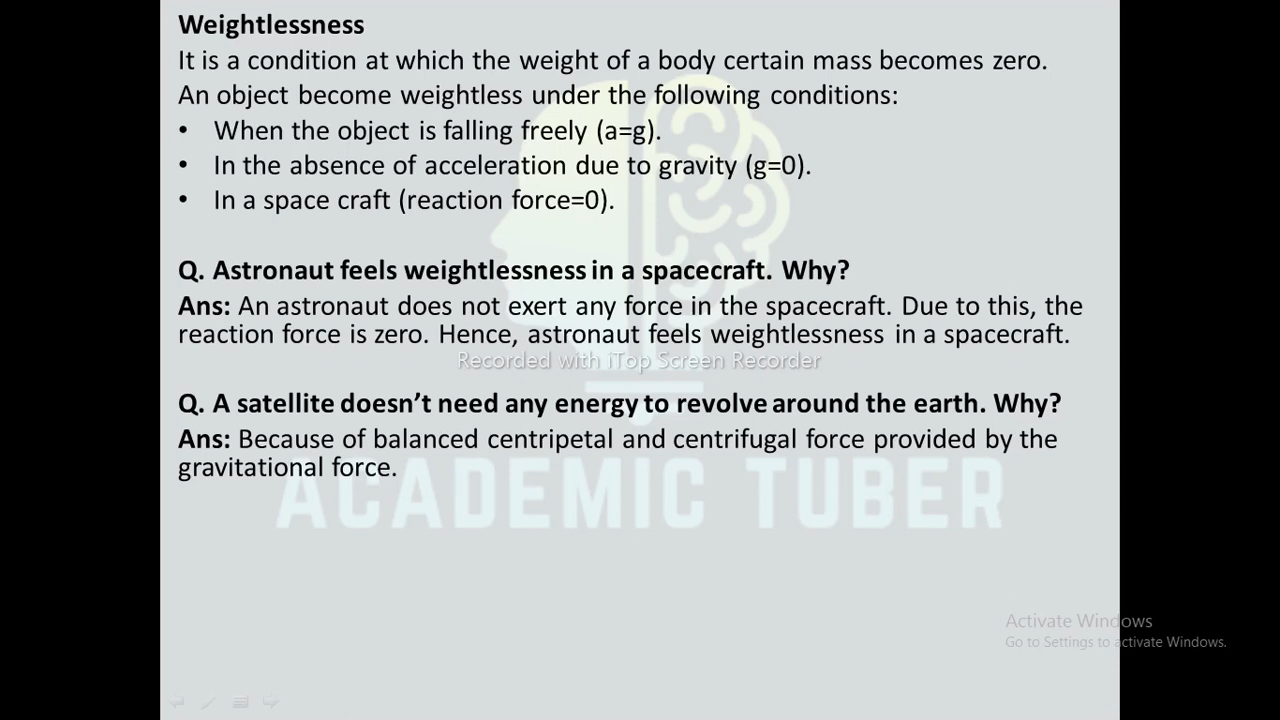 Weightlessness
It is a condition at which the weight of a body certain mass becomes zero.
An object become weightless under the following conditions:
• When the object is falling freely (a=g).
• In the absence of acceleration due to gravity (g=0).
• In a space craft (reaction force=0).
Q. Astronaut feels weightlessness in a spacecraft. Why?
Ans: An astronaut does not exert any force in the spacecraft. Due to this, the
reaction force is zero. Hence, astronaut feels weightlessness in a spacecraft.
Recorded with iTop Screen Recorder
Q. A satellite doesn’t need any energy to revolve around the earth. Why?
Ans: Because of balanced centripetal and centrifugal force provided by the
gravitational force.
ACADEMIC TUBER
Activate Windows
Go to Settings to activate Windows.